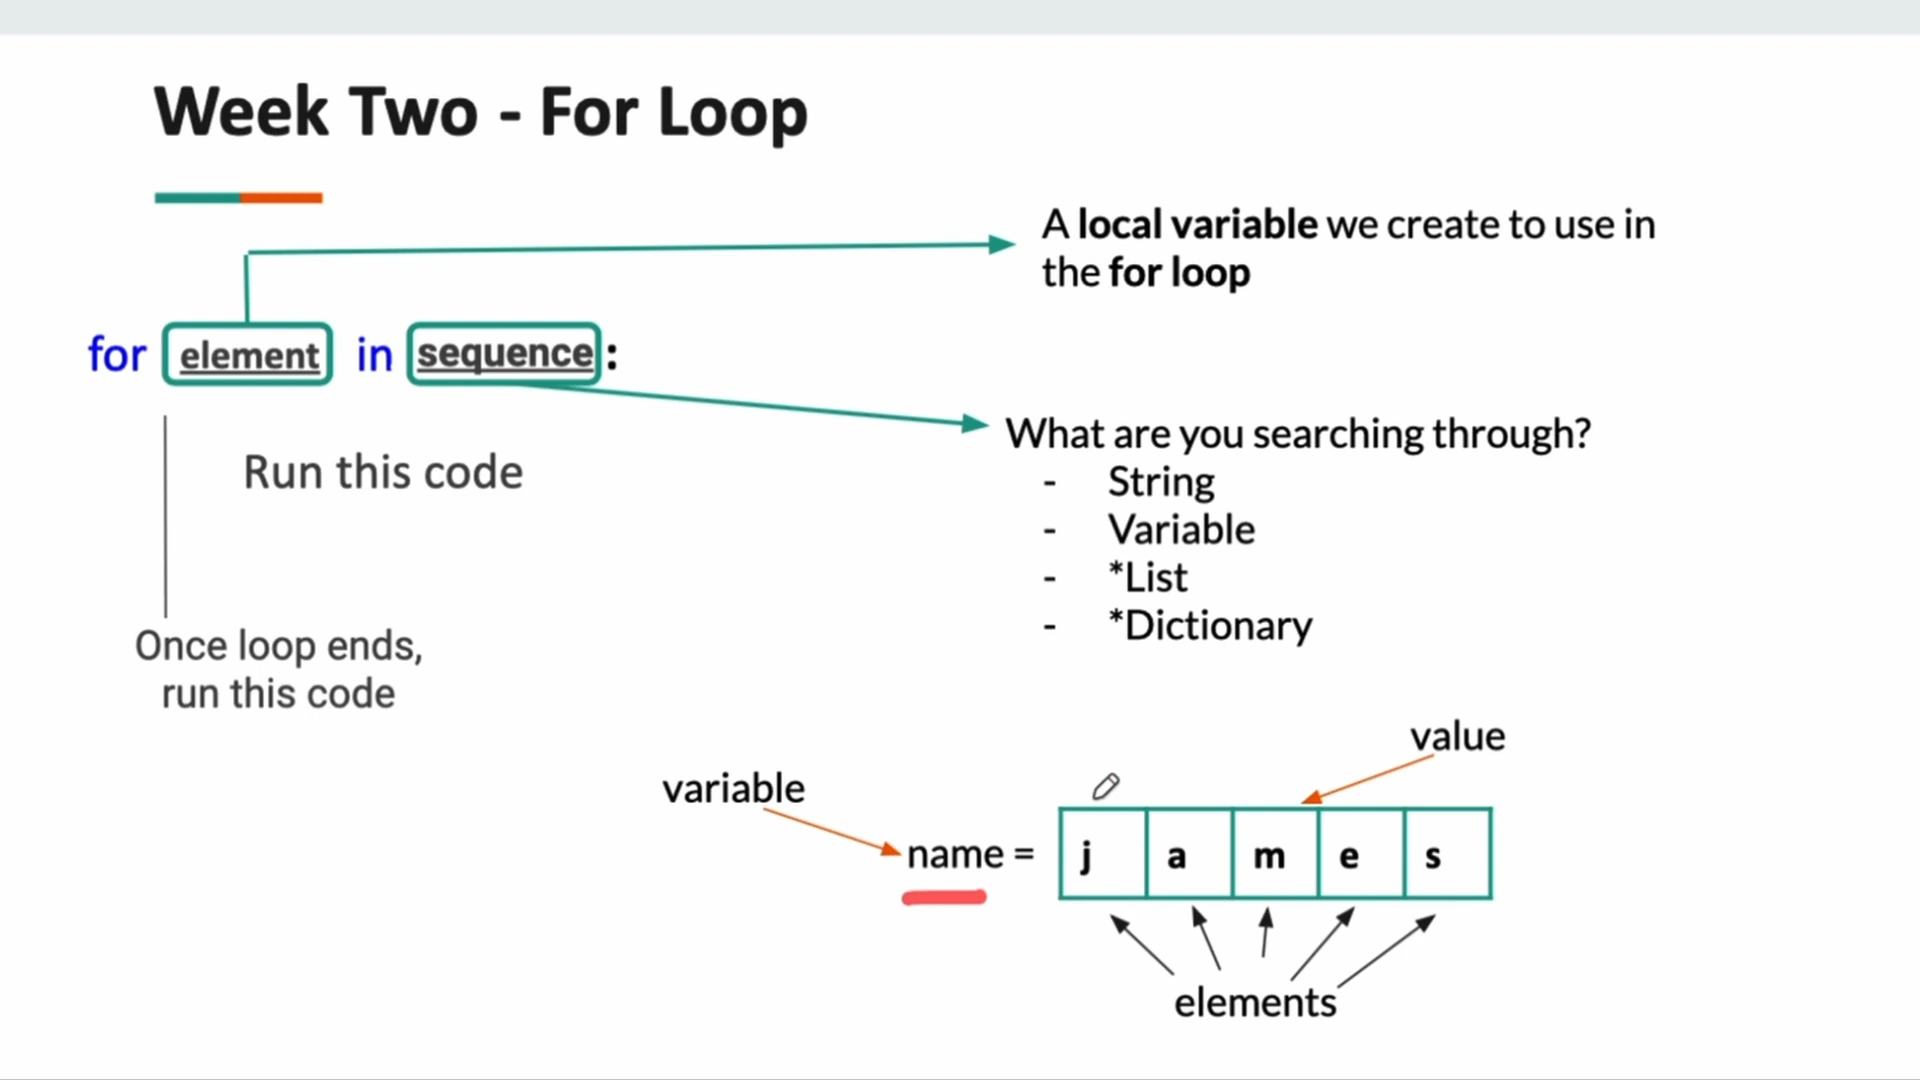 Week Two - For Loop
A local variable we create to use in
the for loop
for element in sequence:
Run this code
Once loop ends,
run this code
What are you searching through?
- String
- Variable
- *List
- *Dictionary
value
variable
name = j a m e s
elements